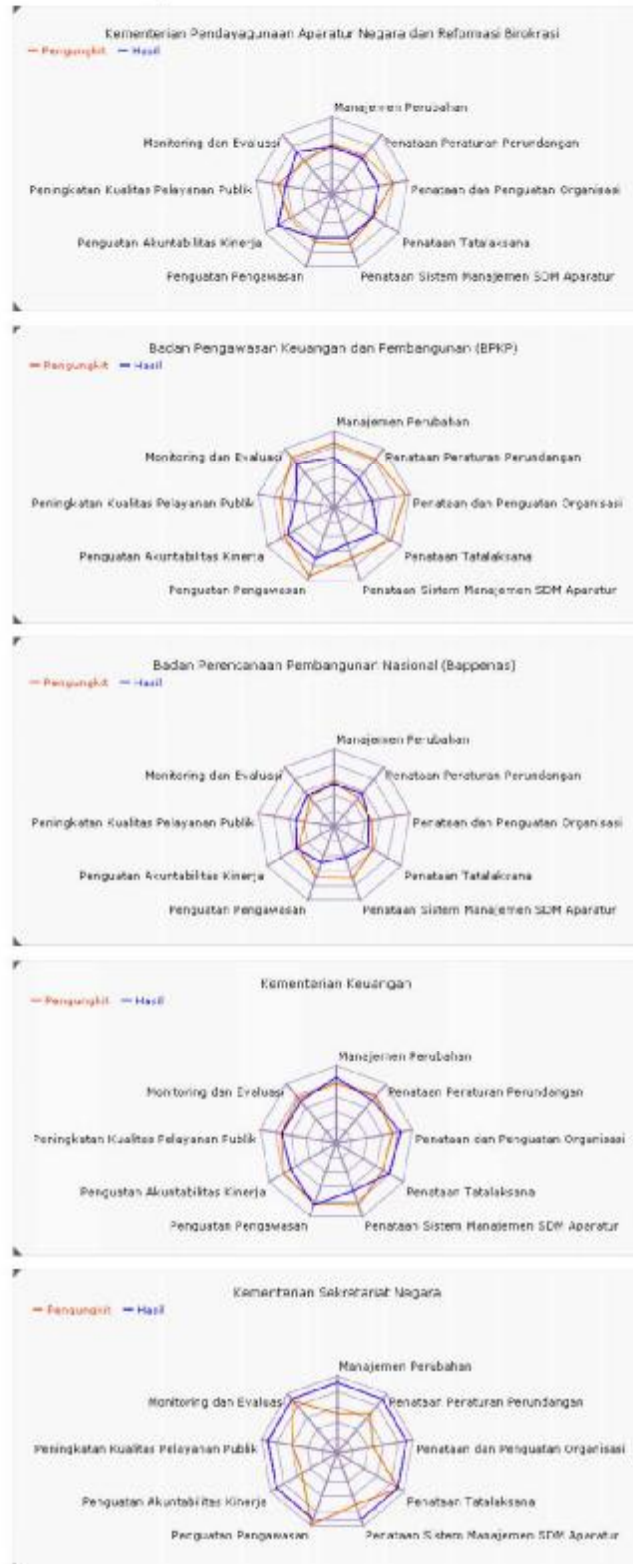 Kementerian Pendayagunaan Aparatur Negara dan Reformasi Birokrasi
Pengungkit Hasil
Manajemen Perubahan
Monitoring dan Evaluasi Penataan Peraturan Perundangan
Peningkatan Kualitas Pelayanan Publik Penataan dan Penguatan Organisasi
Penguatan Akuntabilitas Kinerja Penataan Tatalaksana
Penguatan Pengawasan Penataan Sistem Manajemen SDM Aparatur
Badan Pengawasan Keuangan dan Pembangunan (BPKP)
Pengungkit Hasil
Manajemen Perubahan
Monitoring dan Evaluasi Penataan Peraturan Perundangan
Peningkatan Kualitas Pelayanan Publik Penataan dan Penguatan Organisasi
Penguatan Akuntabilitas Kinerja Penataan Tatalaksana
Penguatan Pengawasan Penataan Sistem Manajemen SDM Aparatur
Badan Perencanaan Pembangunan Nasional (Bappenas)
Pengungkit Hasil
Manajemen Perubahan
Monitoring dan Evaluasi Penataan Peraturan Perundangan
Peningkatan Kualitas Pelayanan Publik Penataan dan Penguatan Organisasi
Penguatan Akuntabilitas Kinerja Penataan Tatalaksana
Penguatan Pengawasan Penataan Sistem Manajemen SDM Aparatur
Kementerian Keuangan
Pengungkit Hasil
Manajemen Perubahan
Monitoring dan Evaluasi Penataan Peraturan Perundangan
Peningkatan Kualitas Pelayanan Publik Penataan dan Penguatan Organisasi
Penguatan Akuntabilitas Kinerja Penataan Tatalaksana
Penguatan Pengawasan Penataan Sistem Manajemen SDM Aparatur
Kementerian Sekretariat Negara
Pengungkit Hasil
Manajemen Perubahan
Monitoring dan Evaluasi Penataan Peraturan Perundangan
Peningkatan Kualitas Pelayanan Publik Penataan dan Penguatan Organisasi
Penguatan Akuntabilitas Kinerja Penataan Tatalaksana
Penguatan Pengawasan Penataan Sistem Manajemen SDM Aparatur